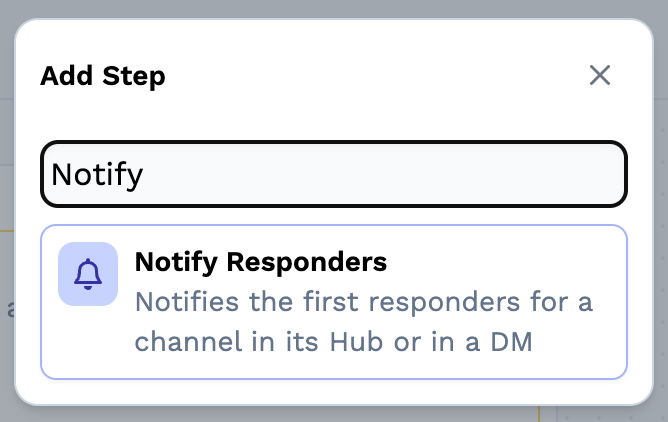 Add Step
Notify
Notify Responders
Notifies the first responders for a
channel in its Hub or in a DM